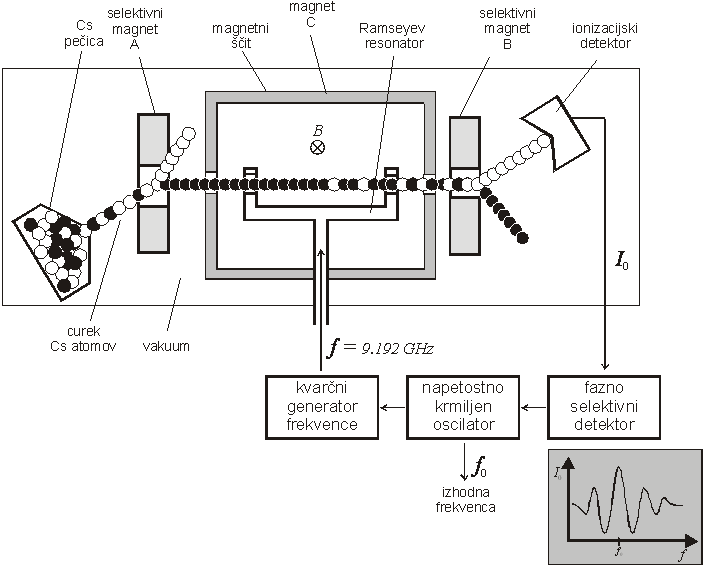 Cs
pečica
selektivni
magnet
A
magnetni
ščit
magnet
C
Ramseyev
resonator
selektivni
magnet
B
ionizacijski
detektor
B
I0
curek
Cs atomov
vakuum
f = 9.192 GHz
kvarčni
generator
frekvence
napetostno
krmiljen
oscilator
fazno
selektivni
detektor
f0
izhodna
frekvenca
I0
f